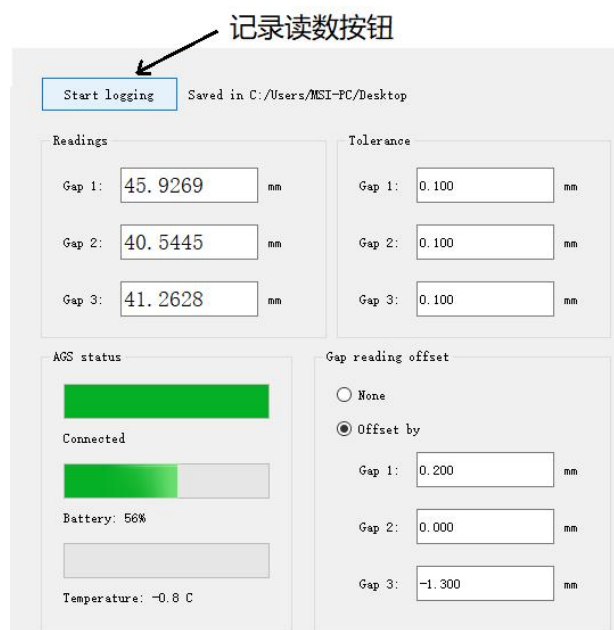 记录读数按钮
Start logging Saved in C:/Users/MSI-PC/Desktop
Readings
Gap 1: 45.9269 mm
Gap 2: 40.5445 mm
Gap 3: 41.2628 mm
Tolerance
Gap 1: 0.100 mm
Gap 2: 0.100 mm
Gap 3: 0.100 mm
AGS status
Connected
Battery: 56%
Temperature: -0.8 C
Gap reading offset
None
Offset by
Gap 1: 0.200 mm
Gap 2: 0.000 mm
Gap 3: -1.300 mm